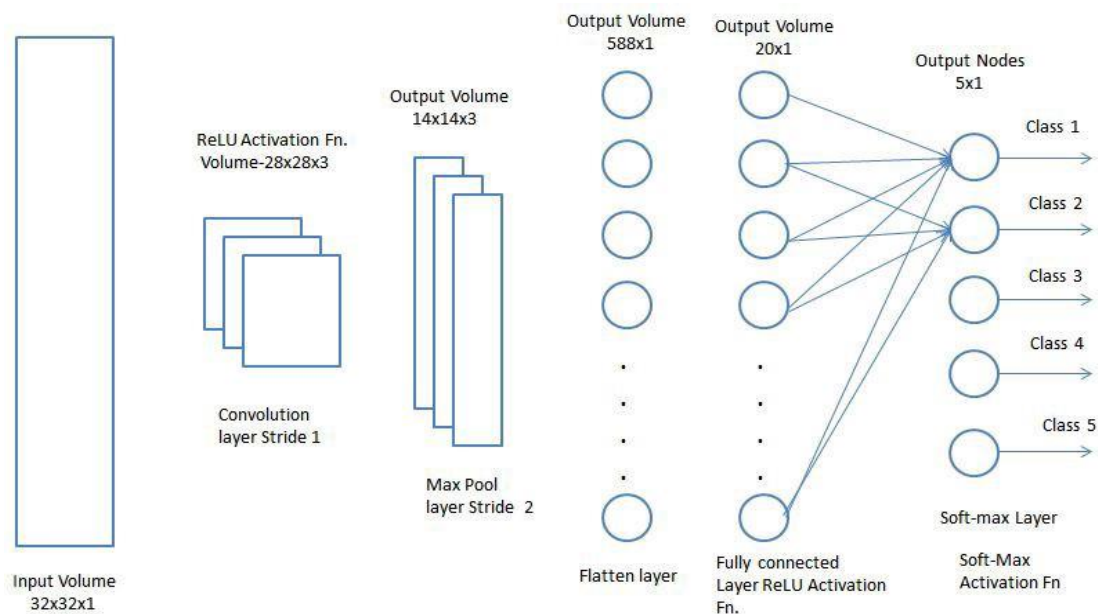 Output Volume
588x1
Output Volume
20x1
Output Nodes
5x1
Output Volume
14x14x3
ReLU Activation Fn.
Volume-28x28x3
Class 1
Class 2
Class 3
Class 4
Class 5
Convolution
layer Stride 1
Max Pool
layer Stride 2
Soft-max Layer
Soft-Max
Activation Fn
Flatten layer
Fully connected
Layer ReLU Activation
Fn.
Input Volume
32x32x1